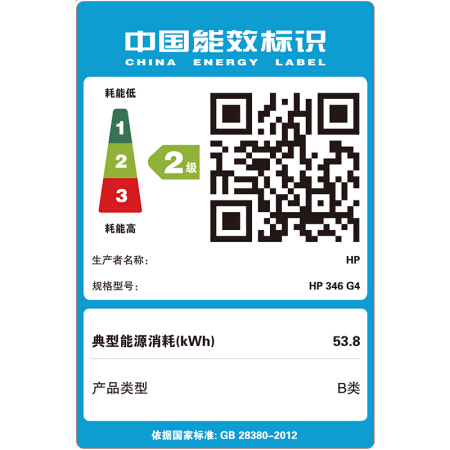 中国能效标识
CHINA ENERGY LABEL
耗能低
1
2
3
2级
耗能高
生产者名称: HP
规格型号: HP 346 G4
典型能源消耗(kWh) 53.8
产品类型 B类
依据国家标准: GB 28380-2012